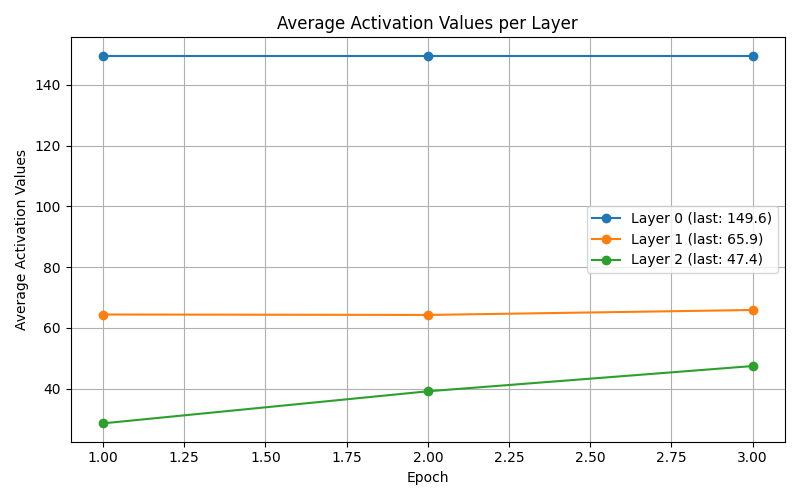 Average Activation Values per Layer
Average Activation Values
140
120
100
80
60
40
Layer 0 (last: 149.6)
Layer 1 (last: 65.9)
Layer 2 (last: 47.4)
1.00 1.25 1.50 1.75 2.00 2.25 2.50 2.75 3.00
Epoch